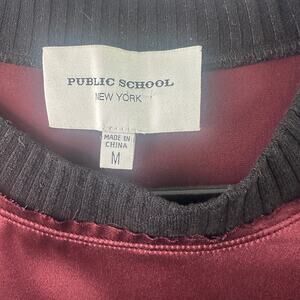 PUBLIC SCHOOL
NEW YORK
MADE IN
CHINA
M